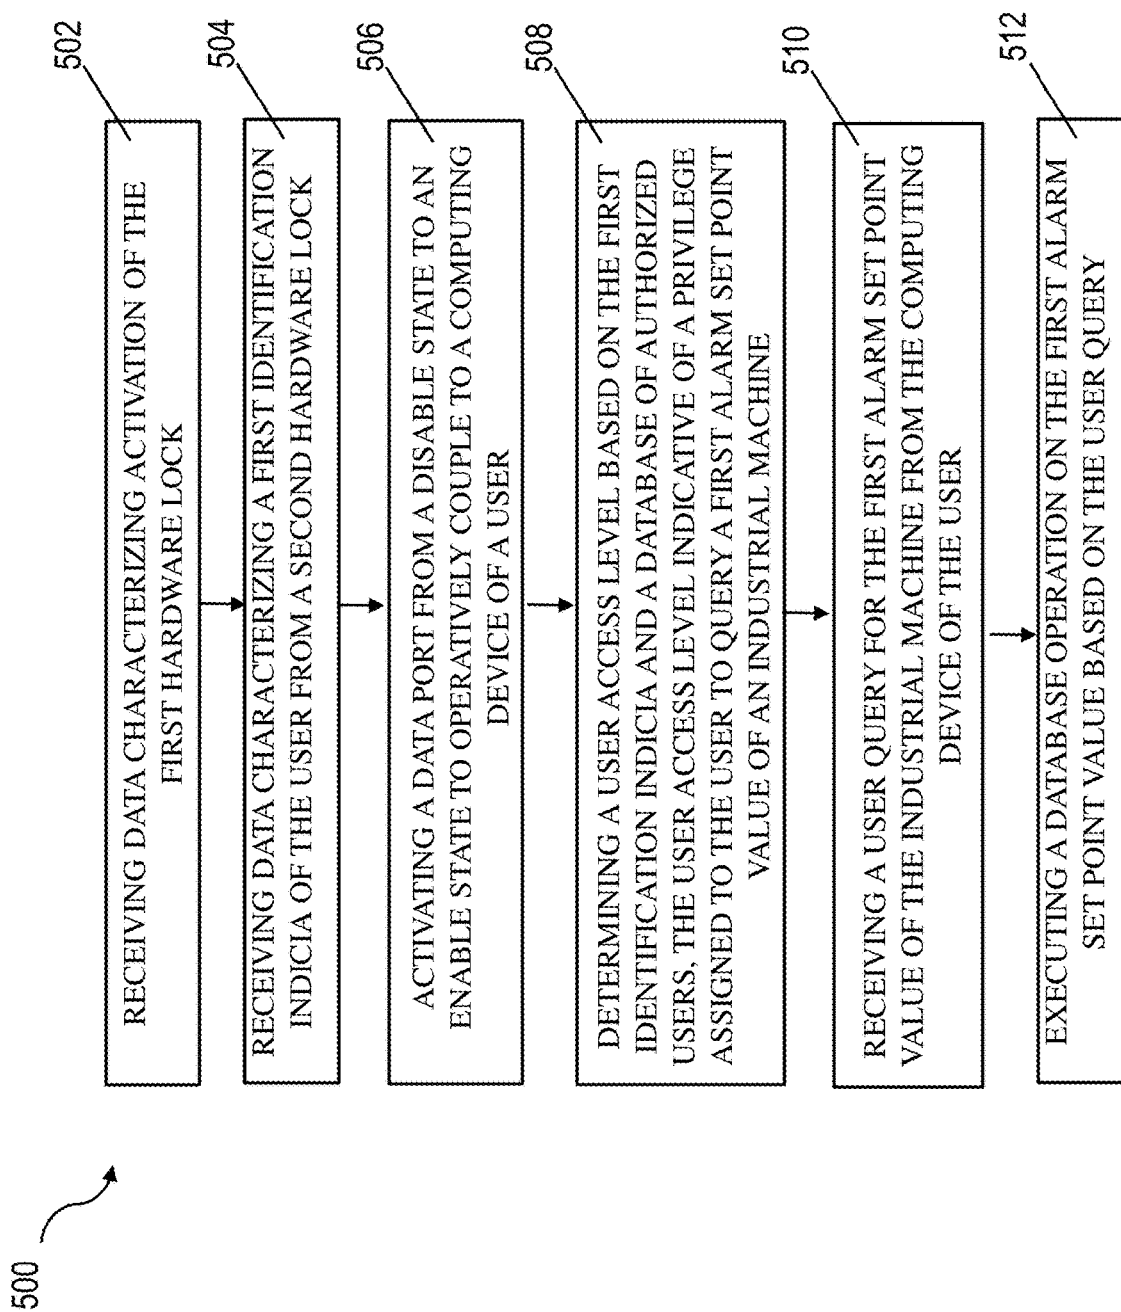 500
502
RECEIVING DATA CHARACTERIZING ACTIVATION OF THE
FIRST HARDWARE LOCK
504
RECEIVING DATA CHARACTERIZING A FIRST IDENTIFICATION
INDICIA OF THE USER FROM A SECOND HARDWARE LOCK
506
ACTIVATING A DATA PORT FROM A DISABLE STATE TO AN
ENABLE STATE TO OPERATIVELY COUPLE TO A COMPUTING
DEVICE OF A USER
508
DETERMINING A USER ACCESS LEVEL BASED ON THE FIRST
IDENTIFICATION INDICIA AND A DATABASE OF AUTHORIZED
USERS, THE USER ACCESS LEVEL INDICATIVE OF A PRIVILEGE
ASSIGNED TO THE USER TO QUERY A FIRST ALARM SET POINT
VALUE OF AN INDUSTRIAL MACHINE
510
RECEIVING A USER QUERY FOR THE FIRST ALARM SET POINT
VALUE OF THE INDUSTRIAL MACHINE FROM THE COMPUTING
DEVICE OF THE USER
512
EXECUTING A DATABASE OPERATION ON THE FIRST ALARM
SET POINT VALUE BASED ON THE USER QUERY